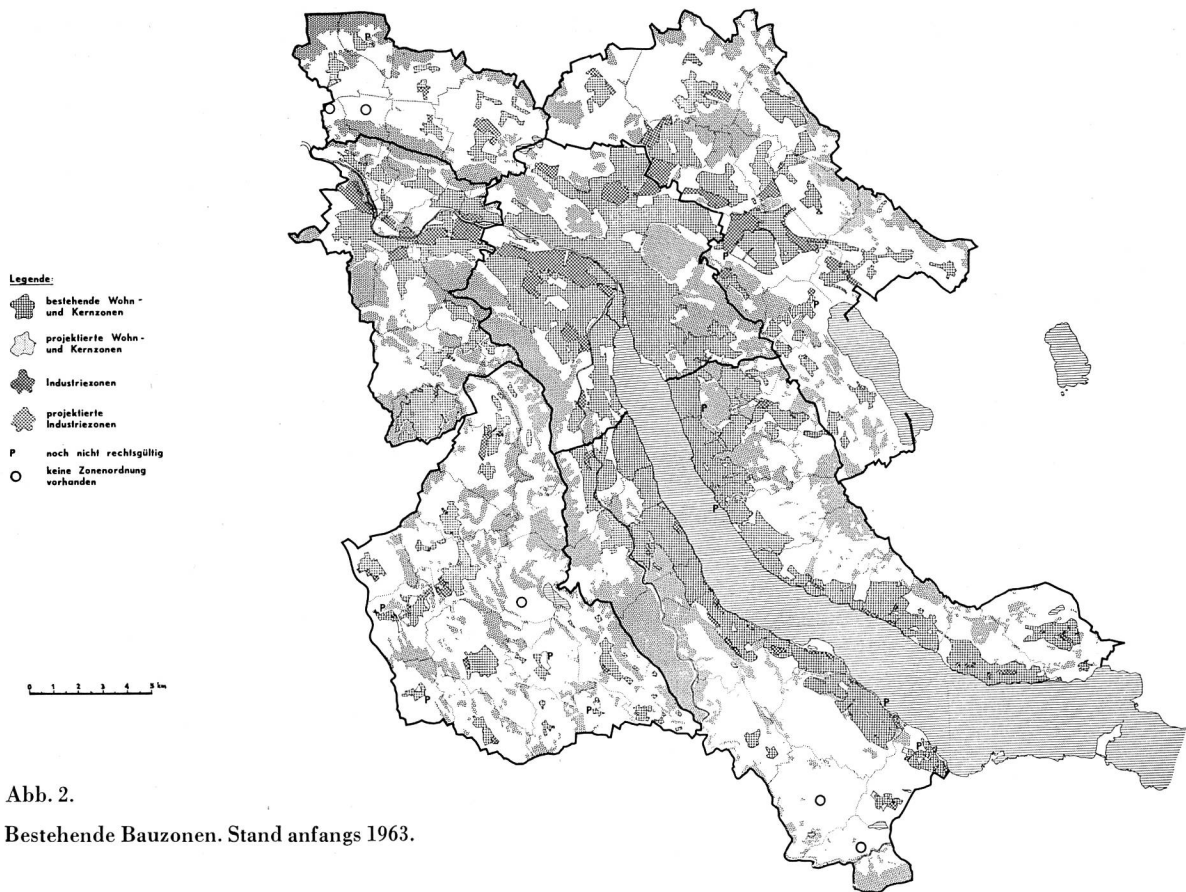 Legende:
bestehende Wohn-
und Kernzonen
projektierte Wohn-
und Kernzonen
Industriezonen
projektierte
Industriezonen
P noch nicht rechtsgültig
O keine Zonenordnung
vorhanden
0 1 2 3 4 5 km
Abb. 2.
Bestehende Bauzonen. Stand anfangs 1963.
P
P
P
P
P
P
P
P
P
P
P
P